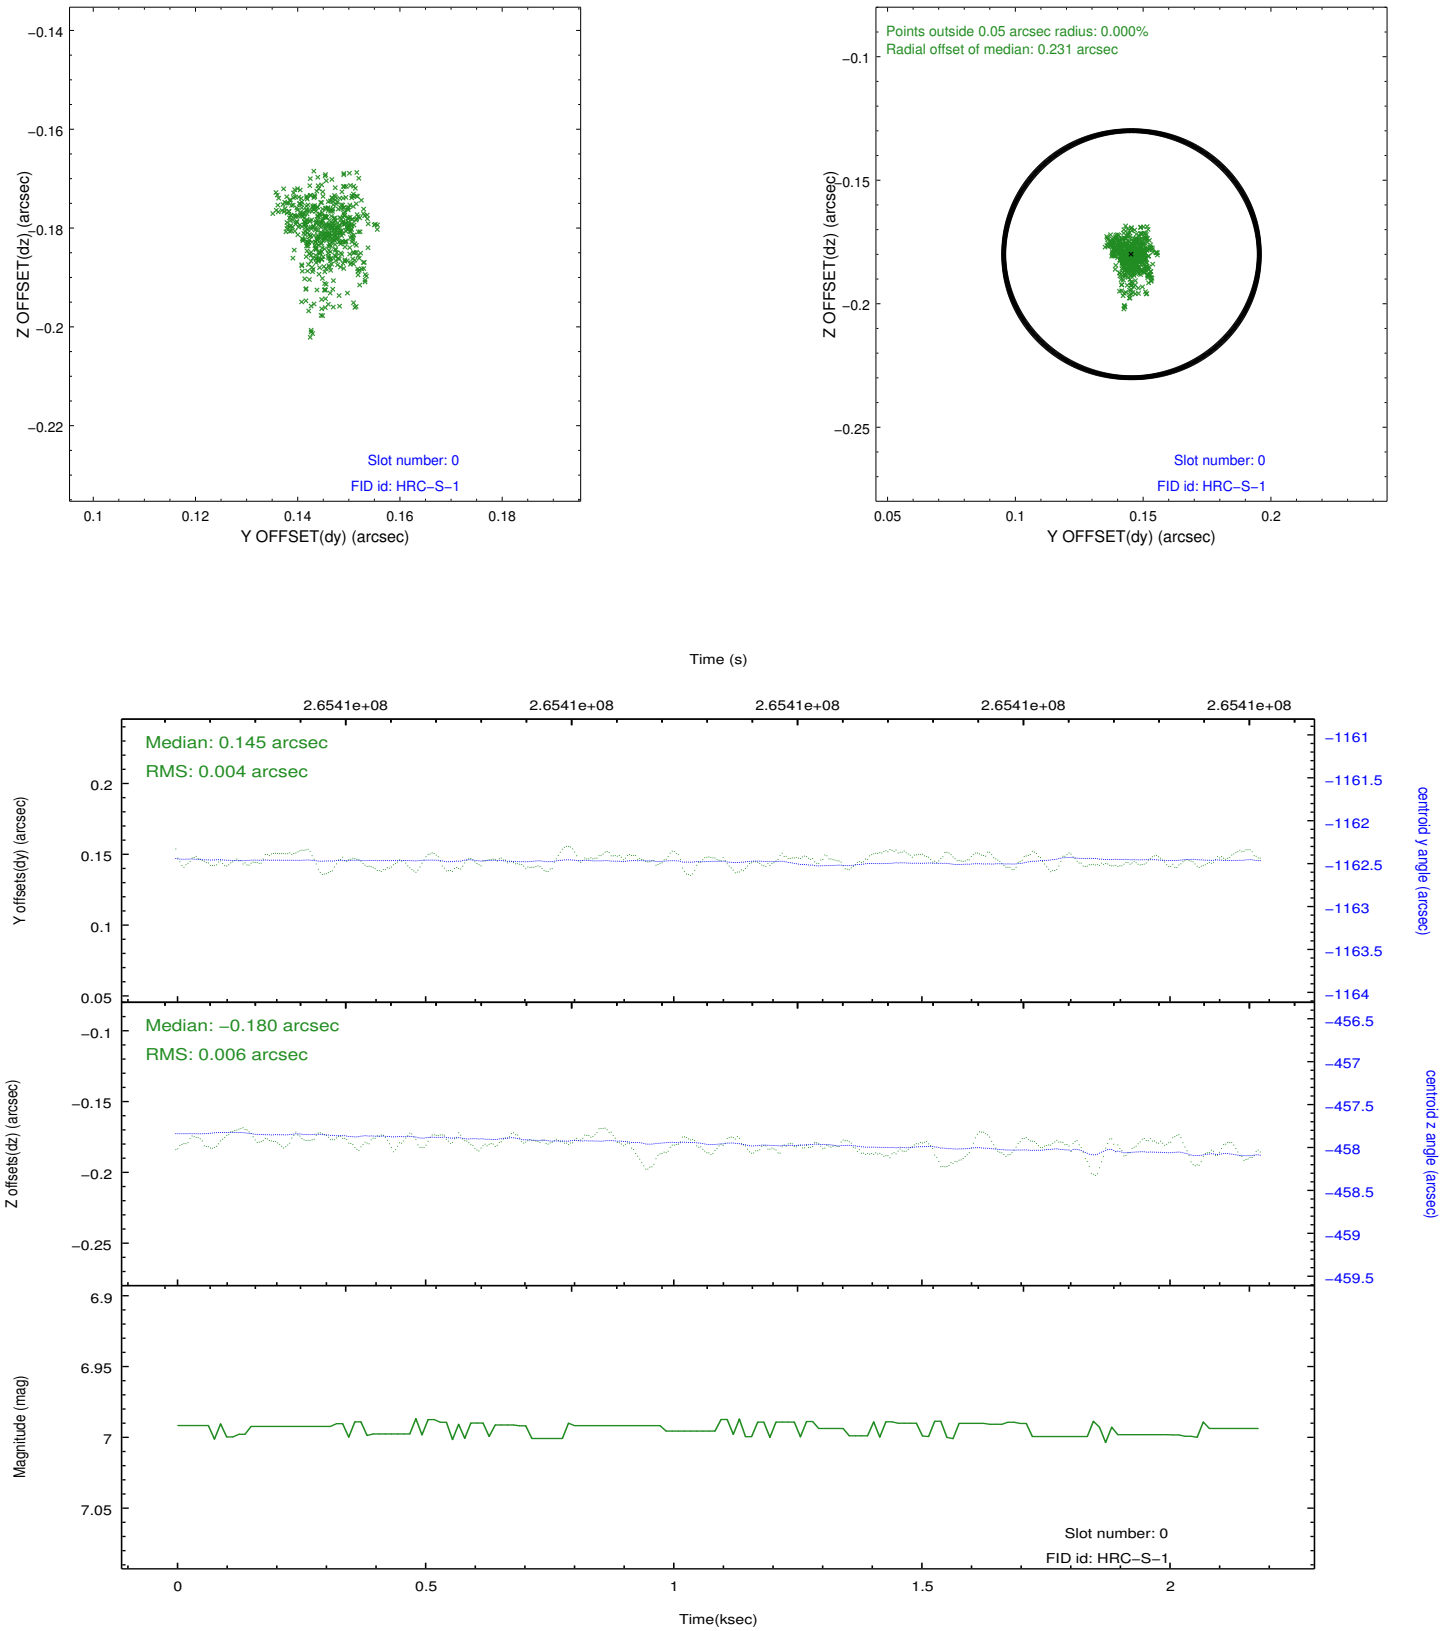 −0.14
−0.16
−0.18
−0.2
−0.22
Z OFFSET(dz) (arcsec)
Slot number: 0
FID id: HRC−S−1
0.1
0.12
0.14
0.16
0.18
Y OFFSET(dy) (arcsec)
Points outside 0.05 arcsec radius: 0.000%
Radial offset of median: 0.231 arcsec
−0.1
−0.15
−0.2
−0.25
Z OFFSET(dz) (arcsec)
Slot number: 0
FID id: HRC−S−1
0.05
0.1
0.15
0.2
Y OFFSET(dy) (arcsec)
Time (s)
2.6541e+08
2.6541e+08
2.6541e+08
2.6541e+08
2.6541e+08
Median: 0.145 arcsec
RMS: 0.004 arcsec
0.2
0.15
0.1
0.05
Y offsets(dy) (arcsec)
−1161
−1161.5
−1162
−1162.5
−1163
−1163.5
−1164
centroid y angle (arcsec)
Median: −0.180 arcsec
RMS: 0.006 arcsec
−0.1
−0.15
−0.2
−0.25
Z offsets(dz) (arcsec)
−456.5
−457
−457.5
−458
−458.5
−459
−459.5
centroid z angle (arcsec)
6.9
6.95
7
7.05
Magnitude (mag)
Slot number: 0
FID id: HRC−S−1
0
0.5
1
1.5
2
Time(ksec)